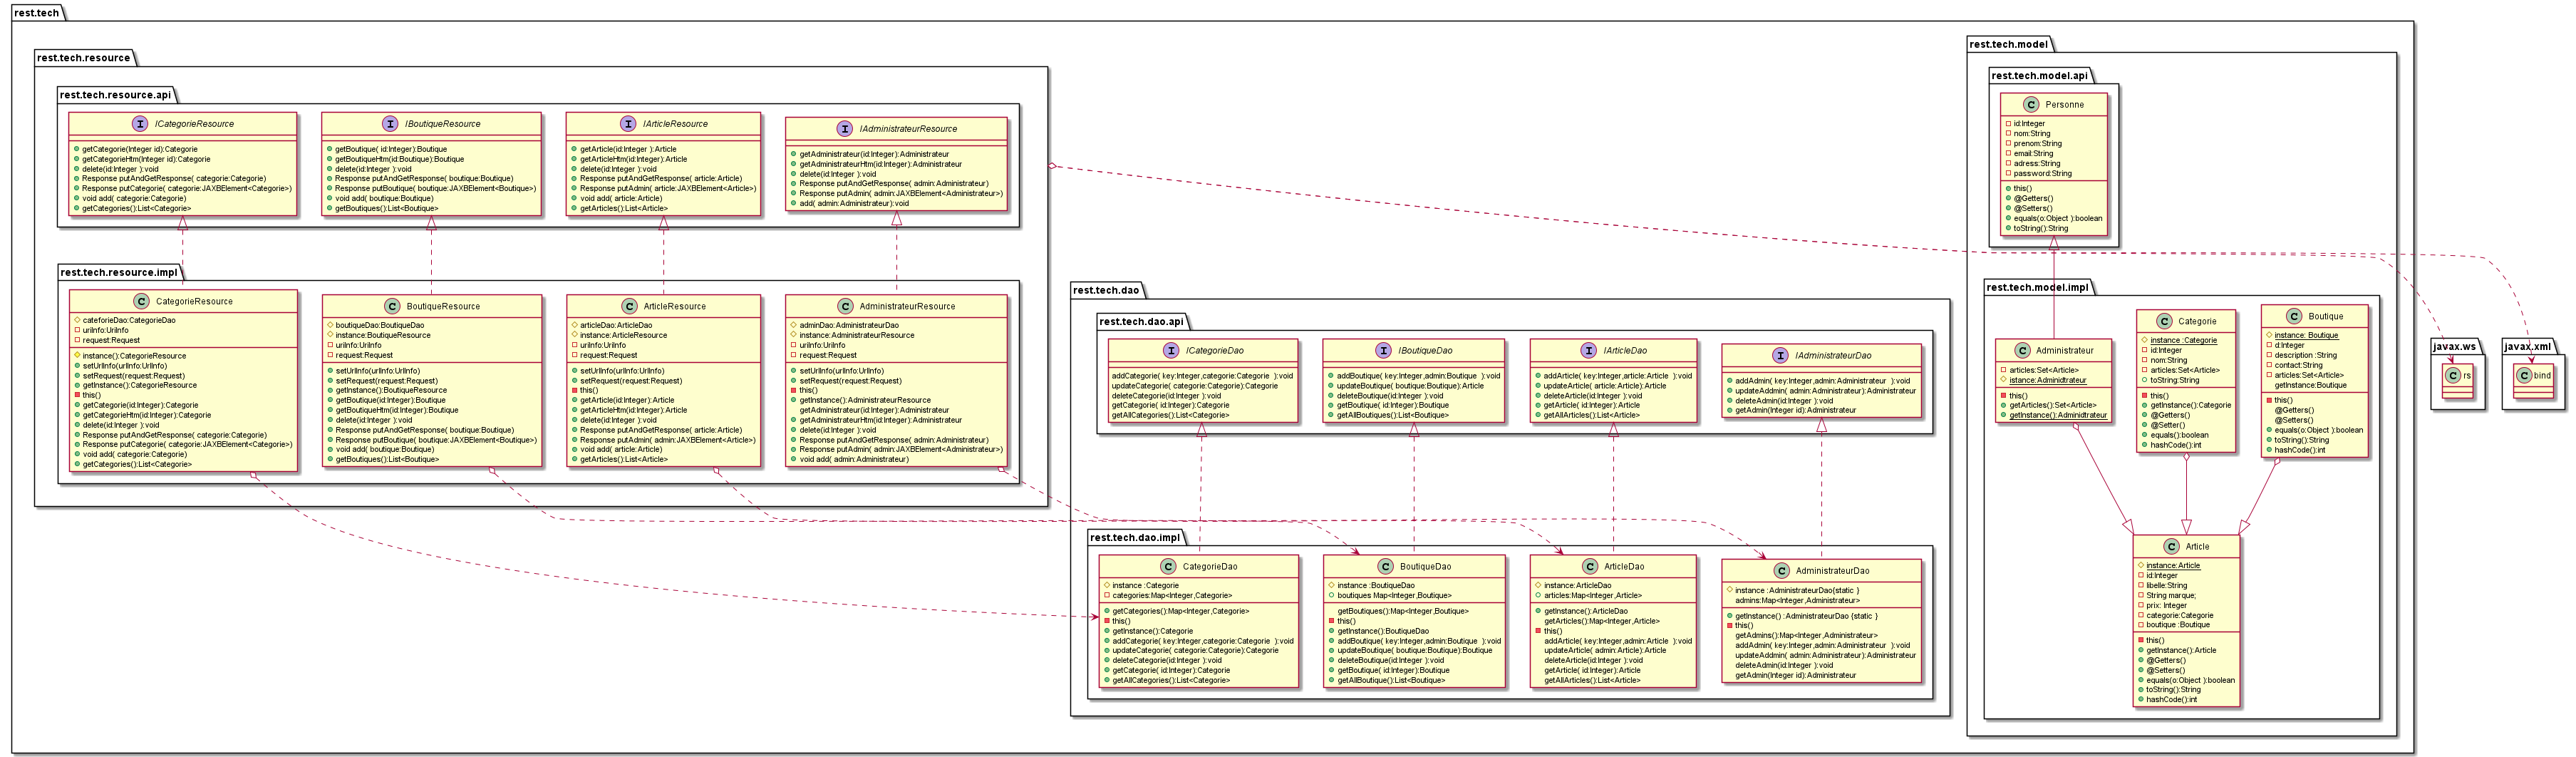 rest.tech
rest.tech.resource
rest.tech.resource.api
ICategorieResource
getCategorie(Integer id):Categorie
getCategorieHtm(Integer id):Categorie
delete(id:Integer ):void
Response putAndGetResponse( categorie:Categorie)
Response putCategorie( categorie:JAXBElement<Categorie>)
void add( categorie:Categorie)
getCategories():List<Categorie>
IBoutiqueResource
getBoutique( id:Integer):Boutique
getBoutiqueHtm(id:Boutique):Boutique
delete(id:Integer ):void
Response putAndGetResponse( boutique:Boutique)
Response putBoutique( boutique:JAXBElement<Boutique>)
void add( boutique:Boutique)
getBoutiques():List<Boutique>
IArticleResource
getArticle(id:Integer ):Article
getArticleHtm(id:Integer):Article
delete(id:Integer ):void
Response putAndGetResponse( article:Article)
Response putAdmin( article:JAXBElement<Article>)
void add( article:Article)
getArticles():List<Article>
IAdministrateurResource
getAdministrateur(id:Integer):Administrateur
getAdministrateurHtm(id:Integer):Administrateur
delete(id:Integer ):void
Response putAndGetResponse( admin:Administrateur)
Response putAdmin( admin:JAXBElement<Administrateur>)
add( admin:Administrateur):void
rest.tech.resource.impl
CategorieResource
cateforieDao:CategorieDao
uriInfo:UriInfo
request:Request
instance():CategorieResource
setUriInfo(urlInfo:UrlInfo)
setRequest(request:Request)
getInstance():CategorieResource
this()
getCategorie(id:Integer):Categorie
getCategorieHtm(id:Integer):Categorie
delete(id:Integer ):void
Response putAndGetResponse( categorie:Categorie)
Response putCategorie( categorie:JAXBElement<Categorie>)
void add( categorie:Categorie)
getCategories():List<Categorie>
BoutiqueResource
boutiqueDao:BoutiqueDao
instance:BoutiqueResource
uriInfo:UriInfo
request:Request
setUriInfo(urlInfo:UrlInfo)
setRequest(request:Request)
getInstance():BoutiqueResource
getBoutique(id:Integer):Boutique
getBoutiqueHtm(id:Integer):Boutique
delete(id:Integer ):void
Response putAndGetResponse( boutique:Boutique)
Response putBoutique( boutique:JAXBElement<Boutique>)
void add( boutique:Boutique)
getBoutiques():List<Boutique>
ArticleResource
articleDao:ArticleDao
instance:ArticleResource
uriInfo:UriInfo
request:Request
setUriInfo(urlInfo:UrlInfo)
setRequest(request:Request)
this()
getArticle(id:Integer):Article
getArticleHtm(id:Integer):Article
delete(id:Integer ):void
Response putAndGetResponse( article:Article)
Response putAdmin( admin:JAXBElement<Article>)
void add( article:Article)
getArticles():List<Article>
AdministrateurResource
adminDao:AdministrateurDao
instance:AdministrateurResource
uriInfo:UriInfo
request:Request
setUriInfo(urlInfo:UrlInfo)
setRequest(request:Request)
this()
getInstance():AdministrateurResource
getAdministrateur(id:Integer):Administrateur
getAdministrateurHtm(id:Integer):Administrateur
delete(id:Integer ):void
Response putAndGetResponse( admin:Administrateur)
Response putAdmin( admin:JAXBElement<Administrateur>)
void add( admin:Administrateur)
rest.tech.dao
rest.tech.dao.api
ICategorieDao
addCategorie( key:Integer,categorie:Categorie ):void
updateCategorie( categorie:Categorie):Categorie
deleteCategorie(id:Integer ):void
getCategorie( id:Integer):Categorie
getAllCategories():List<Categorie>
IBoutiqueDao
addBoutique( key:Integer,admin:Boutique ):void
updateBoutique( boutique:Boutique):Article
deleteBoutique(id:Integer ):void
getBoutique( id:Integer):Boutique
getAllBoutiques():List<Boutique>
IArticleDao
addArticle( key:Integer,article:Article ):void
updateArticle( article:Article):Article
deleteArticle(id:Integer ):void
getArticle( id:Integer):Article
getAllArticles():List<Article>
IAdministrateurDao
addAdmin( key:Integer,admin:Administrateur ):void
updateAddmin( admin:Administrateur):Administrateur
deleteAdmin(id:Integer ):void
getAdmin(Integer id):Administrateur
rest.tech.dao.impl
CategorieDao
instance :Categorie
categories:Map<Integer,Categorie>
getCategories():Map<Integer,Categorie>
this()
getInstance():Categorie
addCategorie( key:Integer,categorie:Categorie ):void
updateCategorie( categorie:Categorie):Categorie
deleteCategorie(id:Integer ):void
getCategorie( id:Integer):Categorie
getAllCategories():List<Categorie>
BoutiqueDao
instance :BoutiqueDao
boutiques Map<Integer,Boutique>
getBoutiques():Map<Integer,Boutique>
this()
getInstance():BoutiqueDao
addBoutique( key:Integer,admin:Boutique ):void
updateBoutique( boutique:Boutique):Boutique
deleteBoutique(id:Integer ):void
getBoutique( id:Integer):Boutique
getAllBoutique():List<Boutique>
ArticleDao
instance:ArticleDao
articles:Map<Integer,Article>
getInstance():ArticleDao
getArticles():Map<Integer,Article>
this()
addArticle( key:Integer,admin:Article ):void
updateArticle( admin:Article):Article
deleteArticle(id:Integer ):void
getArticle( id:Integer):Article
getAllArticles():List<Article>
AdministrateurDao
instance :AdministrateurDao{static }
admins:Map<Integer,Administrateur>
getInstance() :AdministrateurDao {static }
this()
getAdmins():Map<Integer,Administrateur>
addAdmin( key:Integer,admin:Administrateur ):void
updateAddmin( admin:Administrateur):Administrateur
deleteAdmin(id:Integer ):void
getAdmin(Integer id):Administrateur
rest.tech.model
rest.tech.model.api
Personne
id:Integer
nom:String
prenom:String
email:String
adress:String
password:String
this()
@Getters()
@Setters()
equals(o:Object ):boolean
toString():String
rest.tech.model.impl
Administrateur
articles:Set<Article>
istance:Adminidtrateur
this()
getArticles():Set<Article>
getInstance():Adminidtrateur
Categorie
instance :Categorie
id:Integer
nom:String
articles:Set<Article>
toString:String
this()
getInstance():Categorie
@Getters()
@Setter()
equals():boolean
hashCode():int
Boutique
instance: Boutique
d:Integer
description :String
contact:String
articles:Set<Article>
getInstance:Boutique
this()
@Getters()
@Setters()
equals(o:Object ):boolean
toString():String
hashCode():int
Article
instance:Article
id:Integer
libelle:String
String marque;
prix: Integer
categorie:Categorie
boutique :Boutique
this()
getInstance():Article
@Getters()
@Setters()
equals(o:Object ):boolean
toString():String
hashCode():int
javax.ws
rs
javax.xml
bind